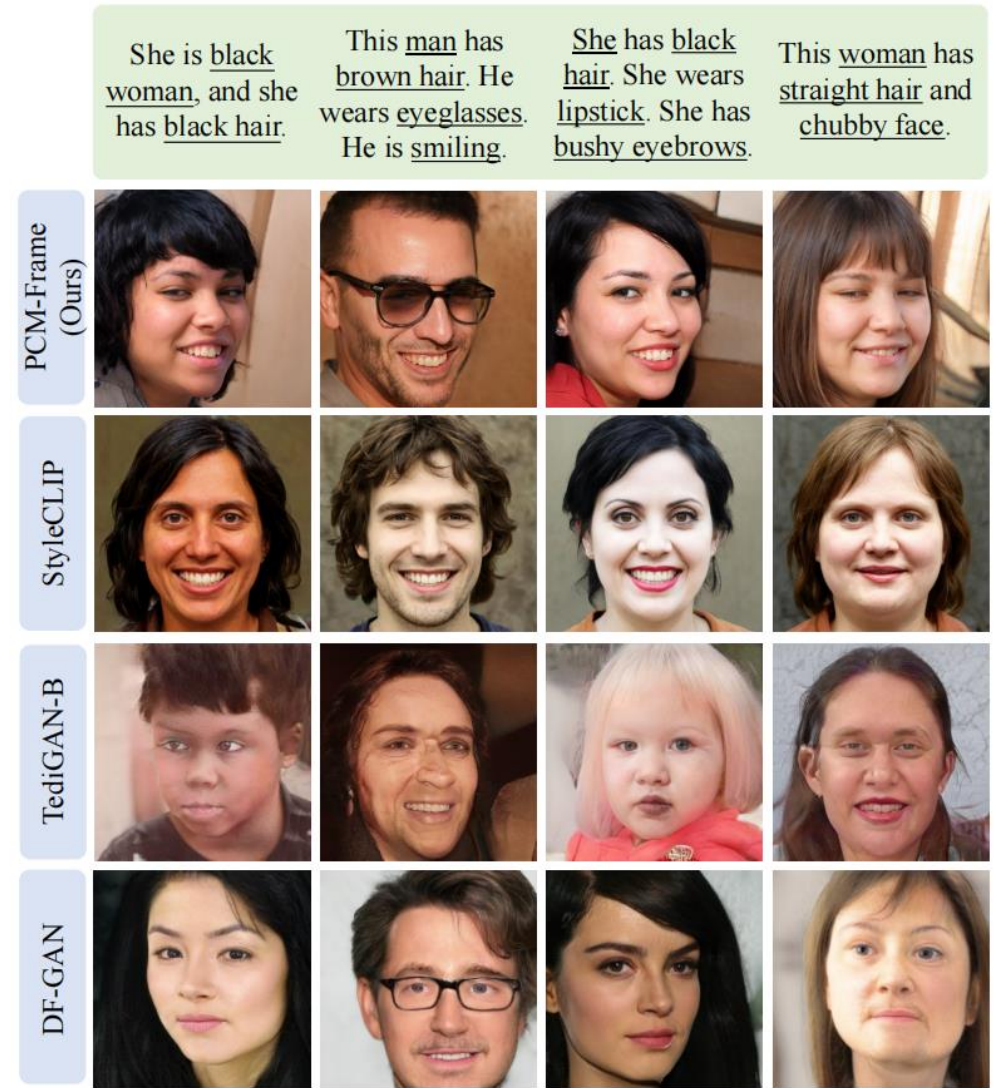 She is black
woman, and she
has black hair.
This man has
brown hair. He
wears eyeglasses.
He is smiling.
She has black
hair. She wears
lipstick. She has
bushy eyebrows.
This woman has
straight hair and
chubby face.
PCM-Frame
(Ours)
StyleCLIP
TediGAN-B
DF-GAN